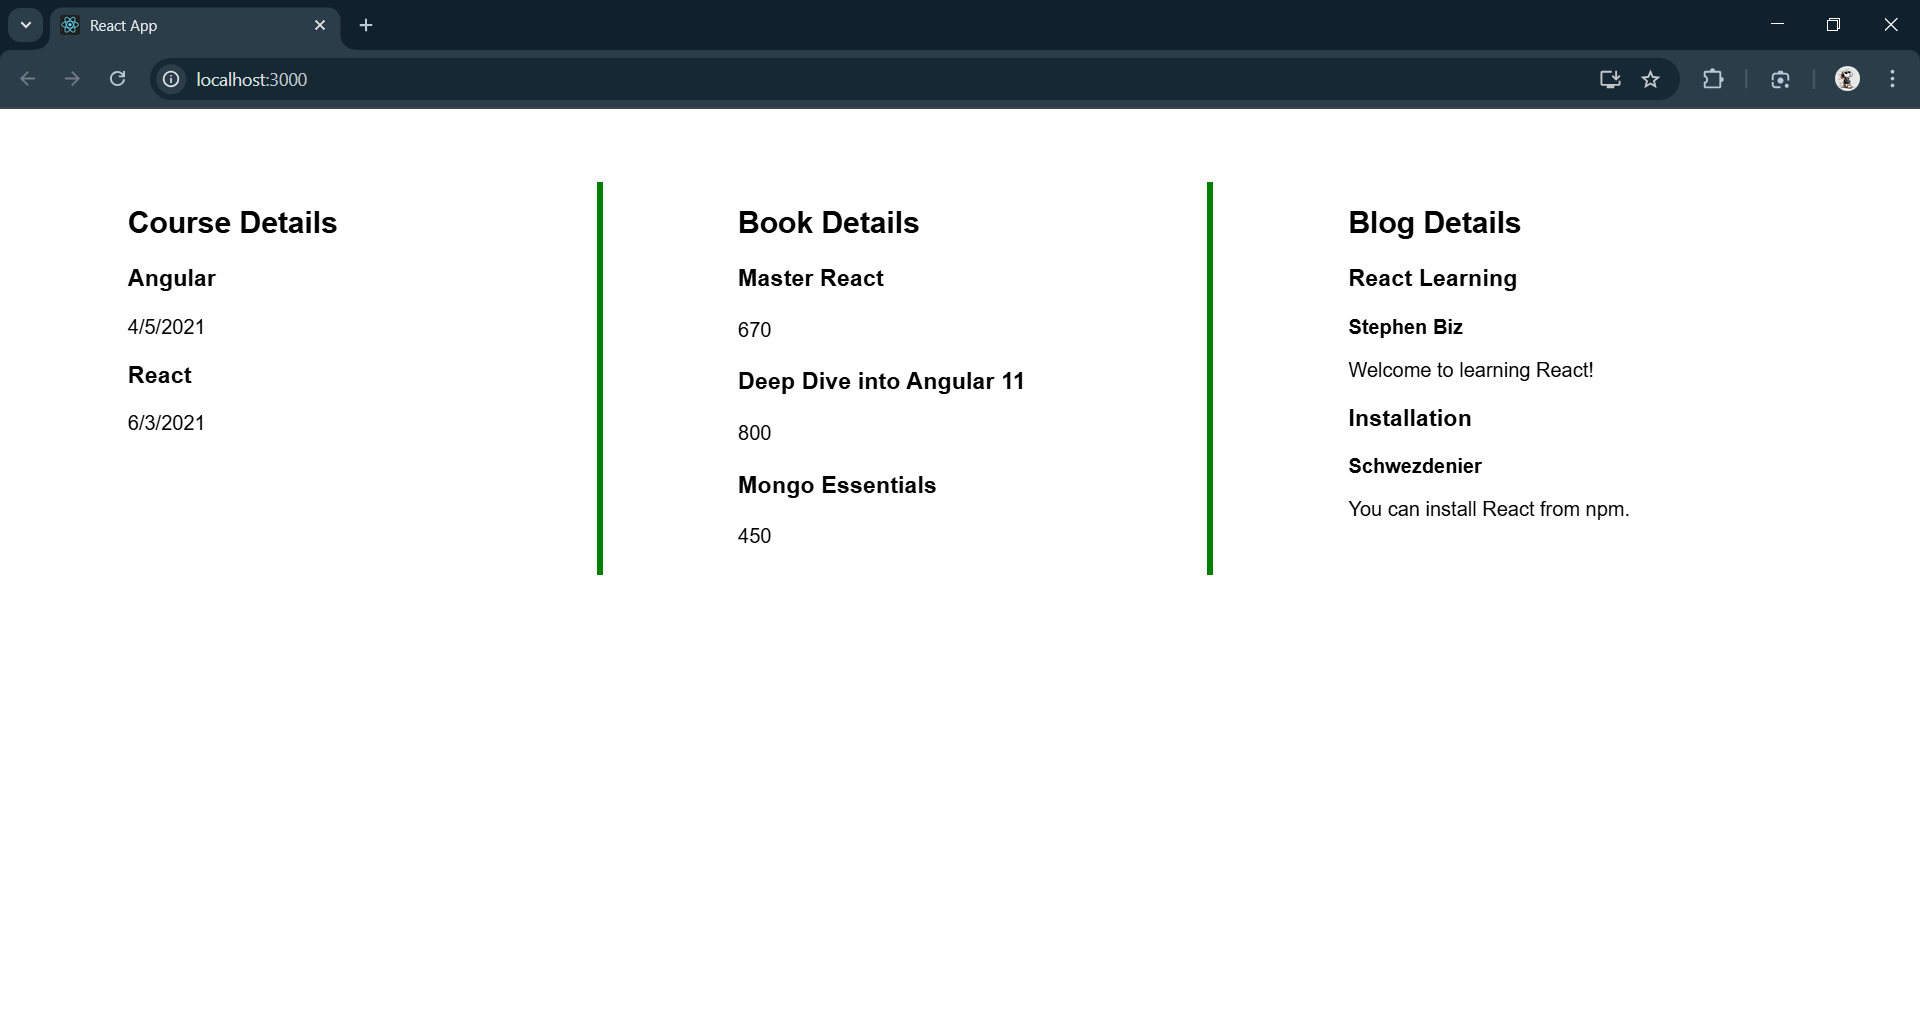 React App
localhost:3000
Course Details
Angular
4/5/2021
React
6/3/2021
Book Details
Master React
670
Deep Dive into Angular 11
800
Mongo Essentials
450
Blog Details
React Learning
Stephen Biz
Welcome to learning React!
Installation
Schwezdenier
You can install React from npm.